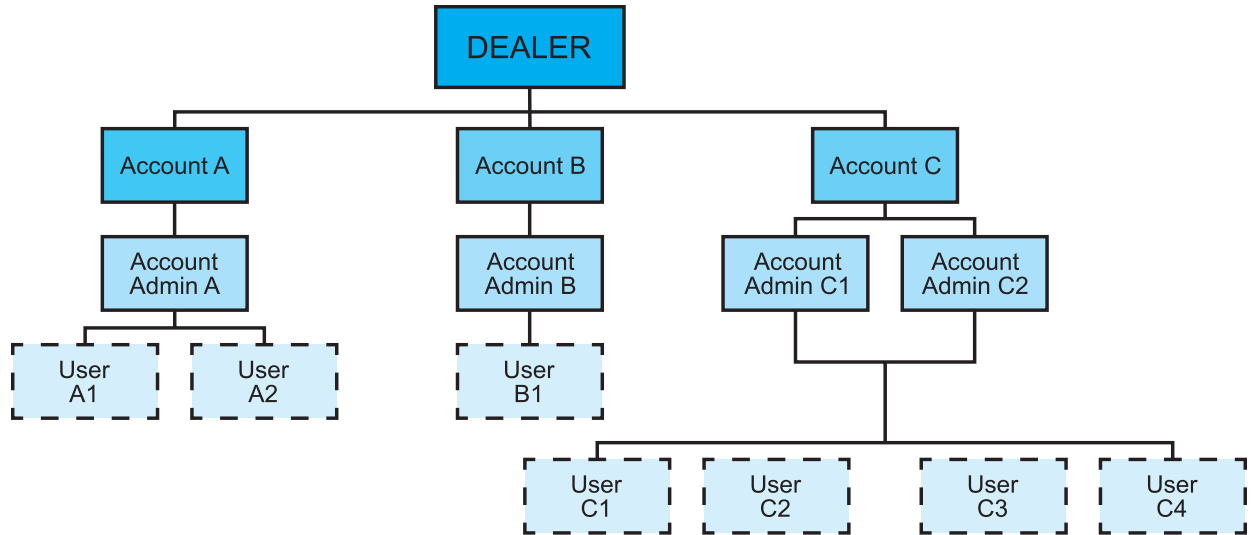 DEALER
Account A
Account B
Account C
Account
Admin A
Account
Admin B
Account
Admin C1
Account
Admin C2
User
A1
User
A2
User
B1
User
C1
User
C2
User
C3
User
C4